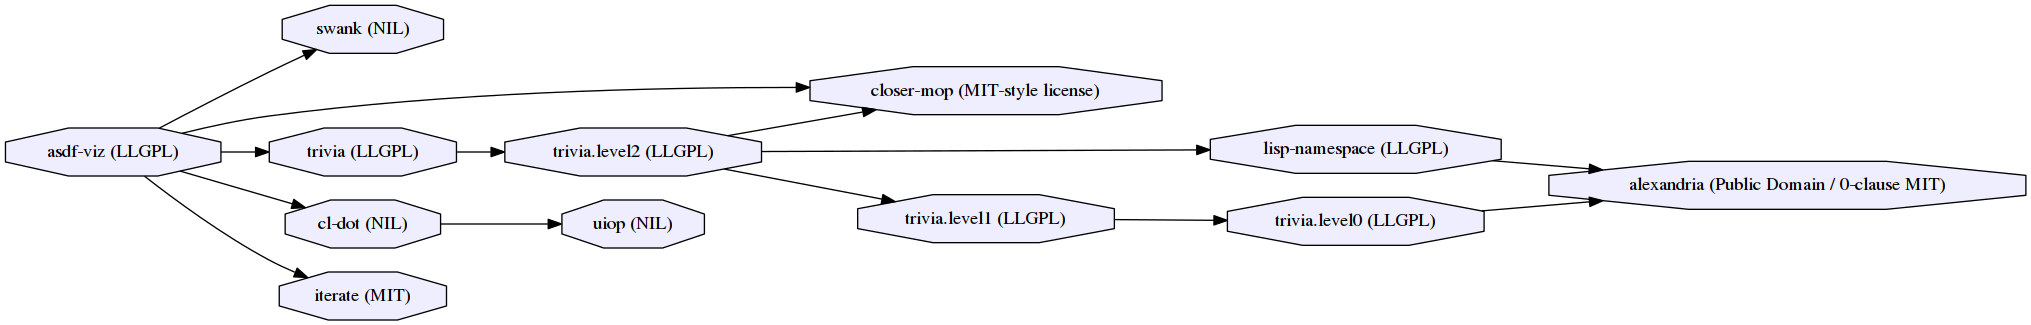 swank (NIL)
closer-mop (MIT-style license)
asdf-viz (LLGPL)
trivia (LLGPL)
trivia.level2 (LLGPL)
lisp-namespace (LLGPL)
alexandria (Public Domain / 0-clause MIT)
cl-dot (NIL)
uiop (NIL)
trivia.level1 (LLGPL)
trivia.level0 (LLGPL)
iterate (MIT)